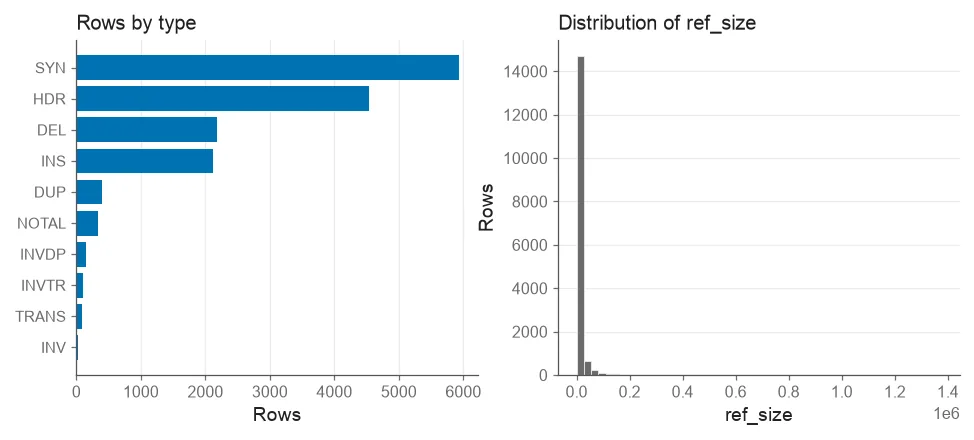 Rows by type
SYN
HDR
DEL
INS
DUP
NOTAL
INVDP
INVTR
TRANS
INV
0 1000 2000 3000 4000 5000 6000
Rows
Distribution of ref_size
14000
12000
10000
8000
6000
4000
2000
0
Rows
0.0 0.2 0.4 0.6 0.8 1.0 1.2 1.4
1e6
ref_size